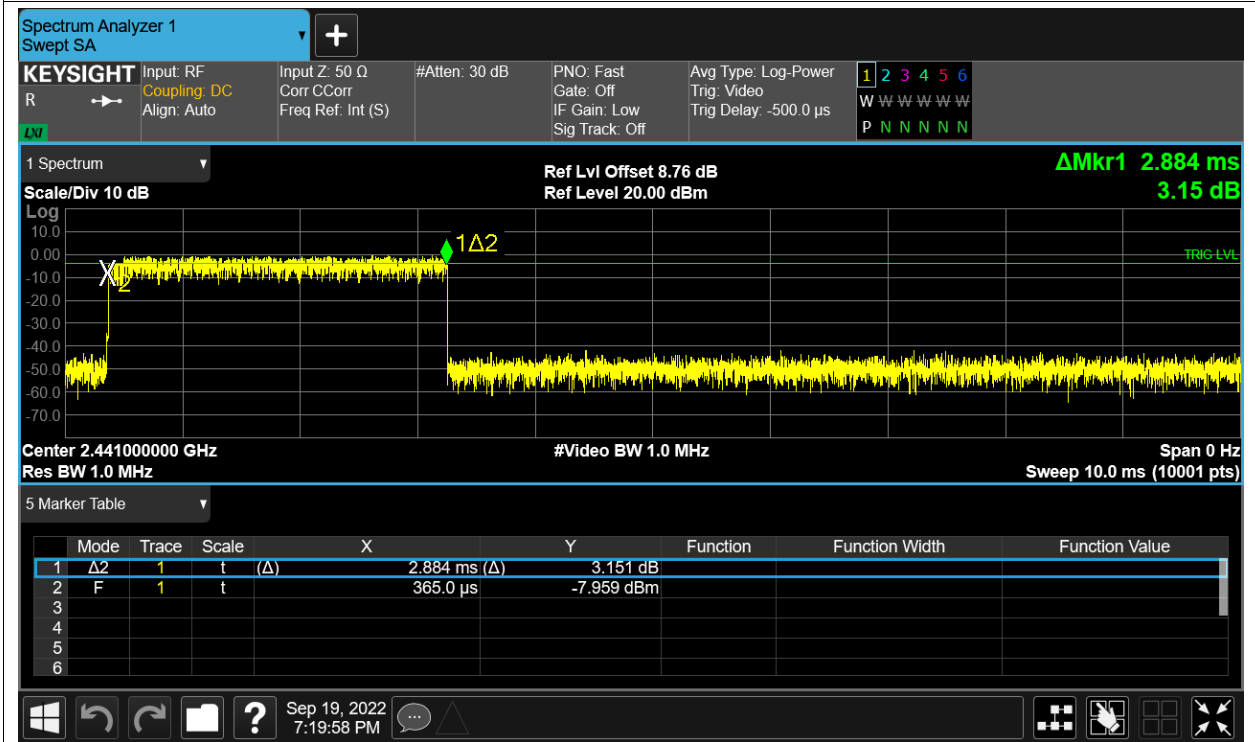 Spectrum Analyzer 1
Swept SA
+
KEYSIGHT Input: RF Input Z: 50 Ω #Atten: 30 dB PNO: Fast Avg Type: Log-Power 1 2 3 4 5 6
R Coupling: DC Corr CCorr Gate: Off Trig: Video W W W W W W
Align: Auto Freq Ref: Int (S) IF Gain: Low Trig Delay: -500.0 µs
LXI Sig Track: Off P N N N N N
1 Spectrum Ref Lvl Offset 8.76 dB ΔMkr1 2.884 ms
Scale/Div 10 dB Ref Level 20.00 dBm 3.15 dB
Log
10.0
1Δ2
0.00 TRIG LVL
-10.0 X2
-20.0
-30.0
-40.0
-50.0
-60.0
-70.0
Center 2.441000000 GHz #Video BW 1.0 MHz Span 0 Hz
Res BW 1.0 MHz Sweep 10.0 ms (10001 pts)
5 Marker Table
Mode Trace Scale X Y Function Function Width Function Value
1 Δ2 1 t (Δ) 2.884 ms (Δ) 3.151 dB
2 F 1 t 365.0 µs -7.959 dBm
3
4
5
6
? Sep 19, 2022
7:19:58 PM